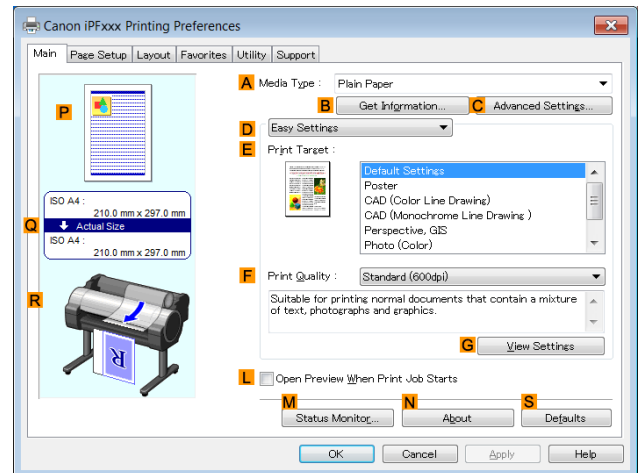 Canon iPFxxx Printing Preferences
Main Page Setup Layout Favorites Utility Support
A Media Type : Plain Paper
B Get Information... C Advanced Settings...
D Easy Settings
E Print Target :
Default Settings
Poster
CAD (Color Line Drawing)
CAD (Monochrome Line Drawing )
Perspective, GIS
Photo (Color)
F Print Quality : Standard (600dpi)
Suitable for printing normal documents that contain a mixture
of text, photographs and graphics.
G View Settings
P
ISO A4 :
210.0 mm x 297.0 mm
Q Actual Size
ISO A4 :
210.0 mm x 297.0 mm
R
R
L Open Preview When Print Job Starts
M N S
Status Monitor... About Defaults
OK Cancel Apply Help